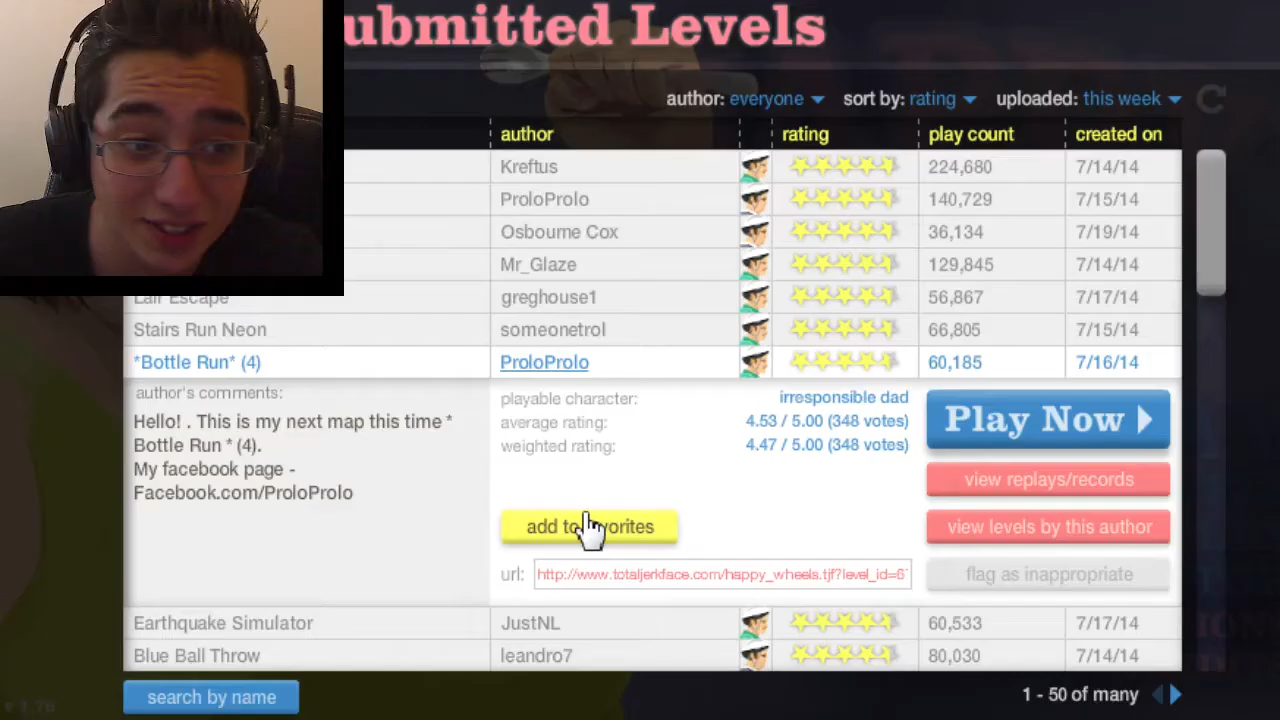 ubmitted Levels
author: everyone sort by: rating uploaded: this week
author rating play count created on
Kreftus 224,680 7/14/14
ProloProlo 140,729 7/15/14
Osbourne Cox 36,134 7/19/14
Mr_Glaze 129,845 7/14/14
Lair Escape greghouse1 56,867 7/17/14
Stairs Run Neon someonetrol 66,805 7/15/14
*Bottle Run* (4) ProloProlo 60,185 7/16/14
author's comments:
Hello! . This is my next map this time *
Bottle Run * (4).
My facebook page -
Facebook.com/ProloProlo
playable character: irresponsible dad
average rating: 4.53 / 5.00 (348 votes)
weighted rating: 4.47 / 5.00 (348 votes)
add to favorites
url: http://www.totaljerkface.com/happy_wheels.tjf?level_id=6
Play Now
view replays/records
view levels by this author
flag as inappropriate
Earthquake Simulator JustNL 60,533 7/17/14
Blue Ball Throw leandro7 80,030 7/14/14
search by name
1 - 50 of many